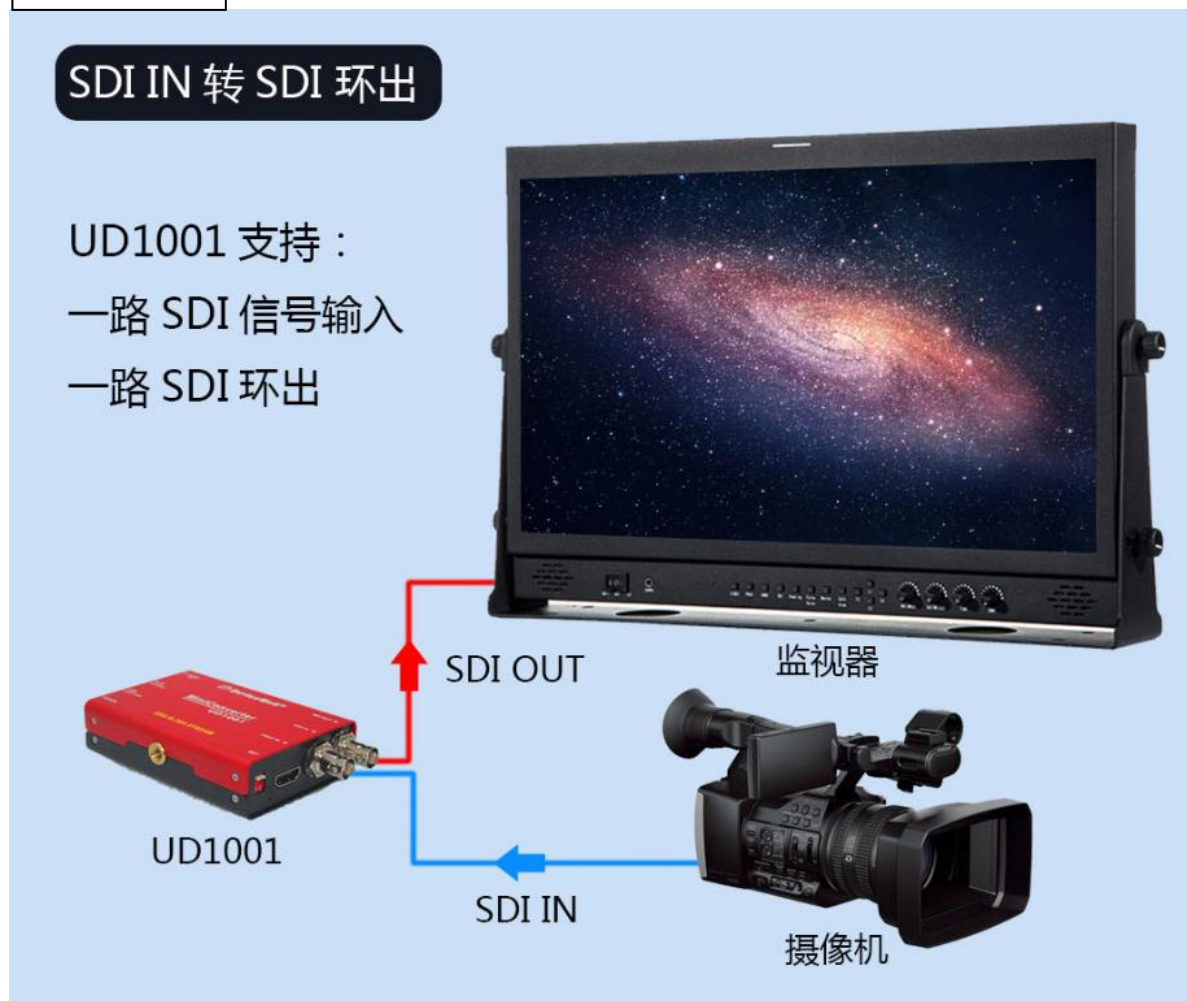 SDI IN 转 SDI 环出
UD1001 支持：
一路 SDI 信号输入
一路 SDI 环出
SDI OUT
监视器
UD1001
SDI IN
摄像机